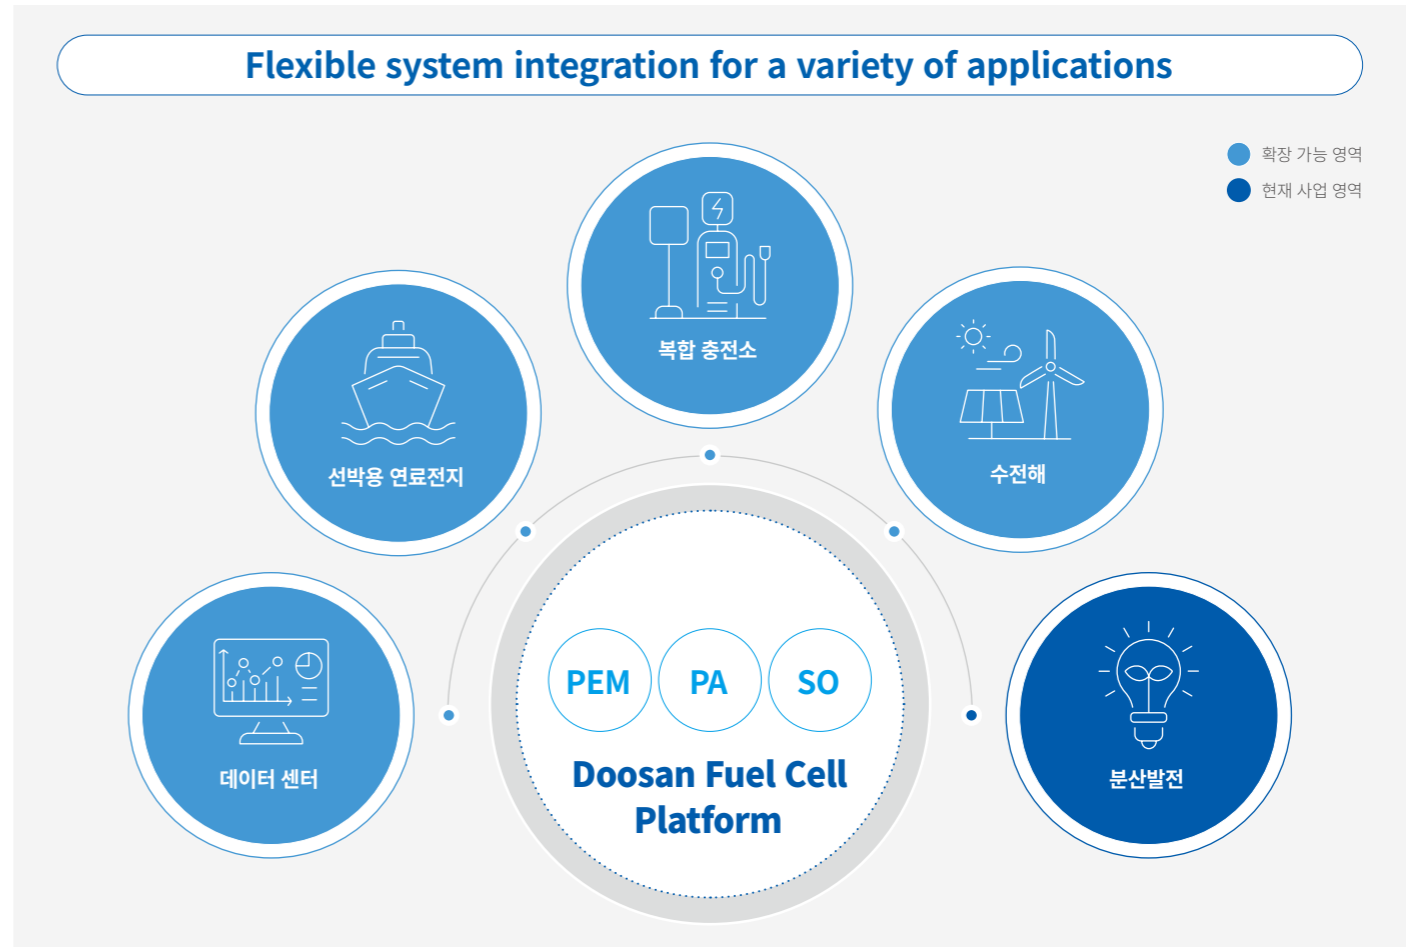 Flexible system integration for a variety of applications
확장 가능 영역
현재 사업 영역
복합 충전소
선박용 연료전지
수전해
데이터 센터
분산발전
PEM
PA
SO
Doosan Fuel Cell
Platform